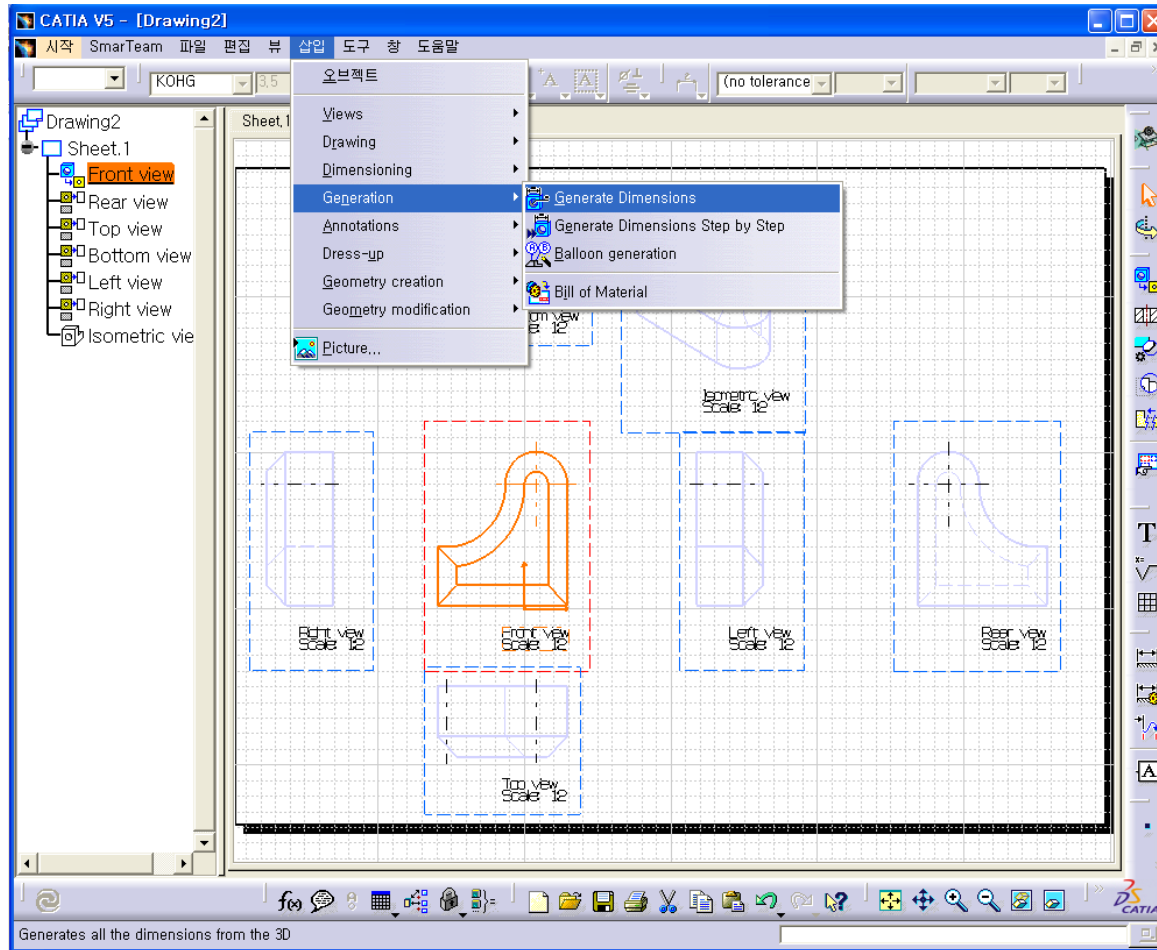 CATIA V5 - [Drawing2]
시작 SmarTeam 파일 편집 뷰 삽입 도구 창 도움말
KOHG 3,5 (no tolerance
Drawing2
Sheet.1
Front view
Rear view
Top view
Bottom view
Left view
Right view
Isometric vie
Sheet,1
오브젝트
Views
Drawing
Dimensioning
Generation
Annotations
Dress-up
Geometry creation
Geometry modification
Picture...
Generate Dimensions
Generate Dimensions Step by Step
Balloon generation
Bill of Material
Isometric view
Scale: 1:2
Right view
Scale: 1:2
Front view
Scale: 1:2
Left view
Scale: 1:2
Rear view
Scale: 1:2
Top view
Scale: 1:2
CATIA
Generates all the dimensions from the 3D